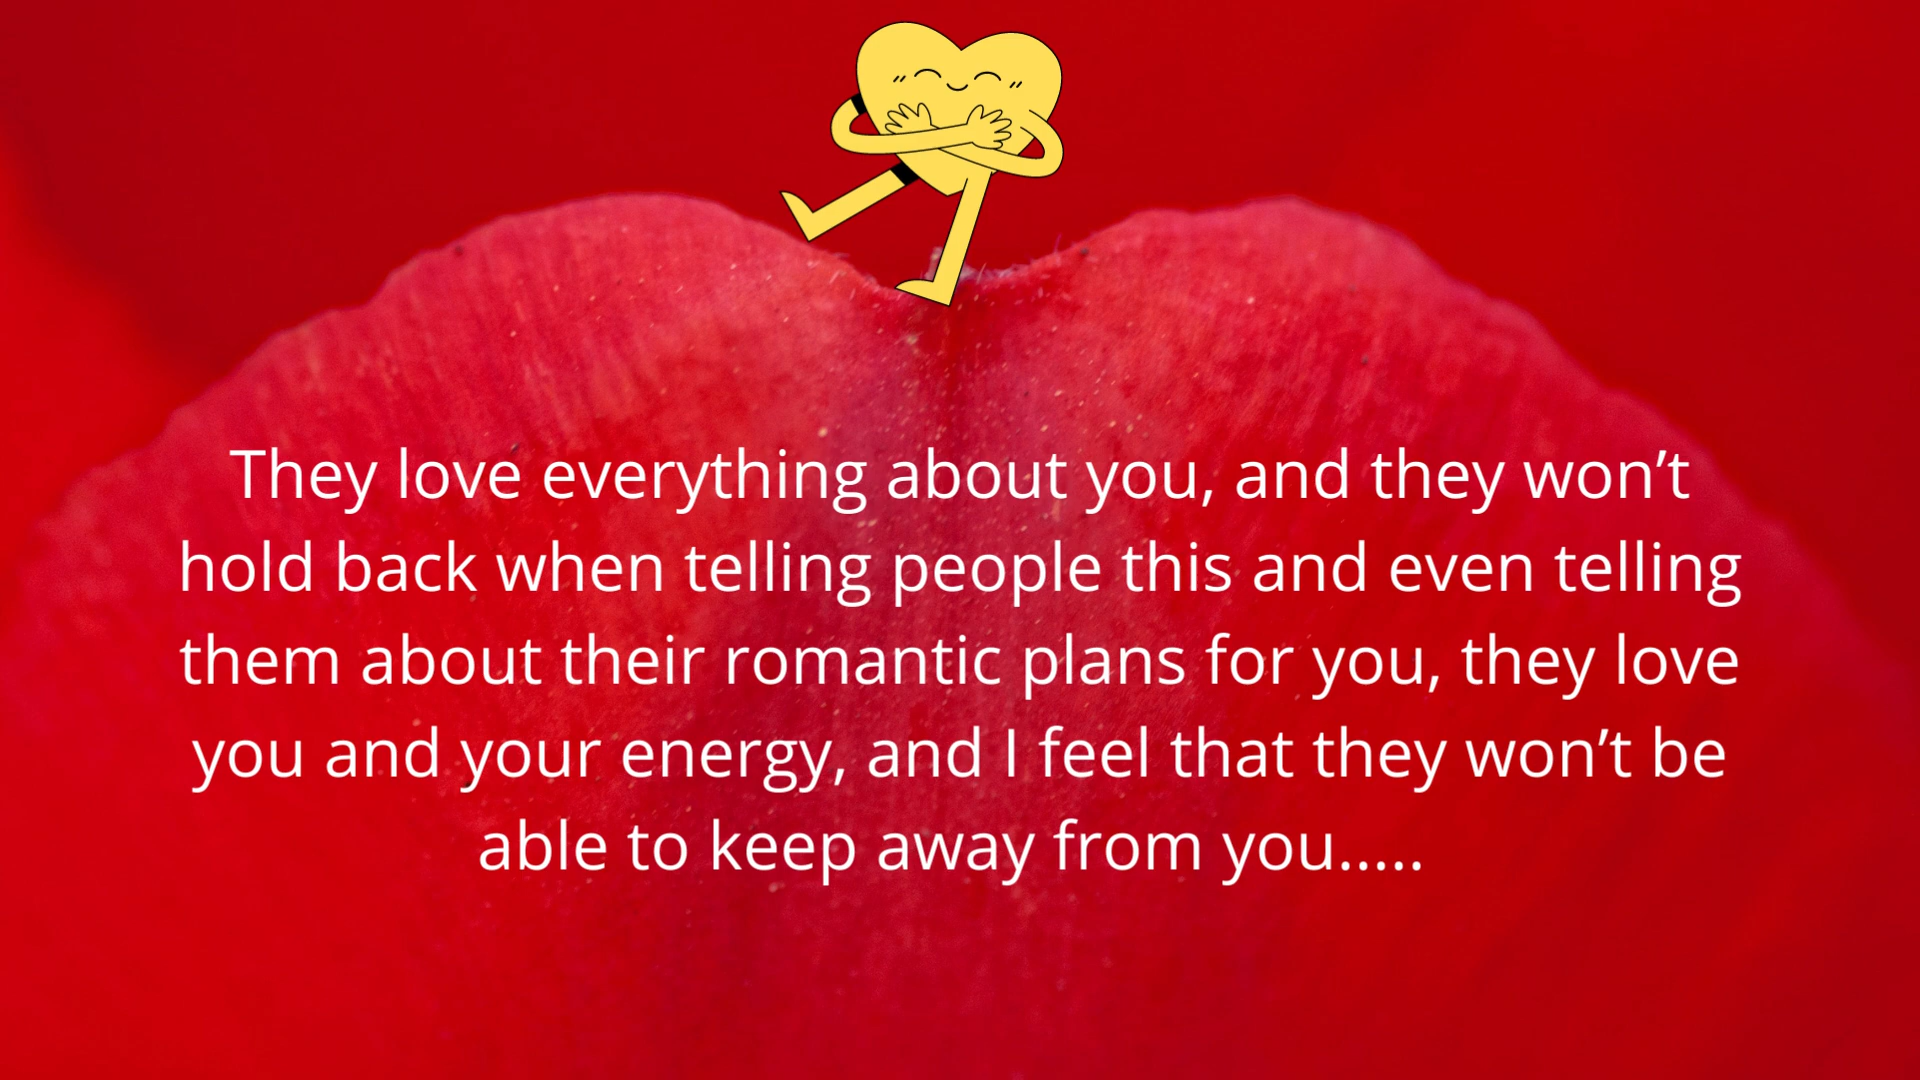 They love everything about you, and they won’t
hold back when telling people this and even telling
them about their romantic plans for you, they love
you and your energy, and I feel that they won’t be
able to keep away from you.....